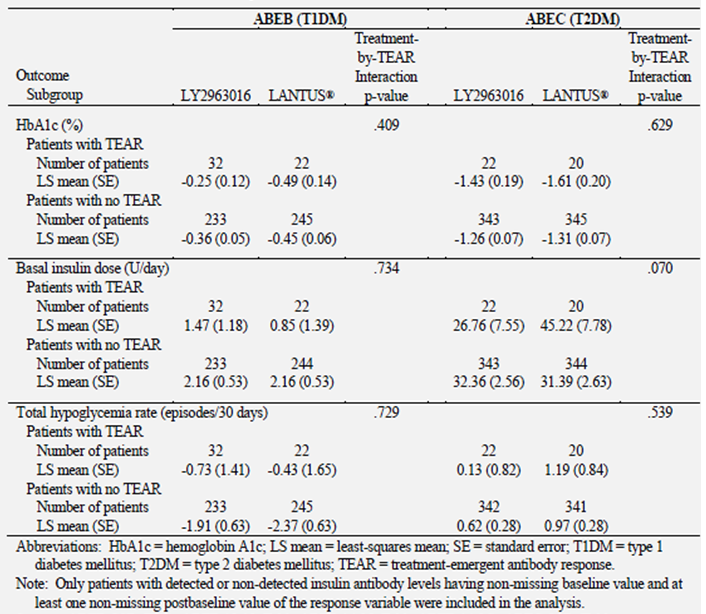 ABEB (T1DM) ABEC (T2DM)
Outcome Subgroup LY2963016 LANTUS® Treatment-by-TEAR Interaction p-value LY2963016 LANTUS® Treatment-by-TEAR Interaction p-value
HbA1c (%) .409 .629
Patients with TEAR
Number of patients 32 22 22 20
LS mean (SE) -0.25 (0.12) -0.49 (0.14) -1.43 (0.19) -1.61 (0.20)
Patients with no TEAR
Number of patients 233 245 343 345
LS mean (SE) -0.36 (0.05) -0.45 (0.06) -1.26 (0.07) -1.31 (0.07)
Basal insulin dose (U/day) .734 .070
Patients with TEAR
Number of patients 32 22 22 20
LS mean (SE) 1.47 (1.18) 0.85 (1.39) 26.76 (7.55) 45.22 (7.78)
Patients with no TEAR
Number of patients 233 244 343 344
LS mean (SE) 2.16 (0.53) 2.16 (0.53) 32.36 (2.56) 31.39 (2.63)
Total hypoglycemia rate (episodes/30 days) .729 .539
Patients with TEAR
Number of patients 32 22 22 20
LS mean (SE) -0.73 (1.41) -0.43 (1.65) 0.13 (0.82) 1.19 (0.84)
Patients with no TEAR
Number of patients 233 245 342 341
LS mean (SE) -1.91 (0.63) -2.37 (0.63) 0.62 (0.28) 0.97 (0.28)
Abbreviations: HbA1c = hemoglobin A1c; LS mean = least-squares mean; SE = standard error; T1DM = type 1
diabetes mellitus; T2DM = type 2 diabetes mellitus; TEAR = treatment-emergent antibody response.
Note: Only patients with detected or non-detected insulin antibody levels having non-missing baseline value and at
least one non-missing postbaseline value of the response variable were included in the analysis.